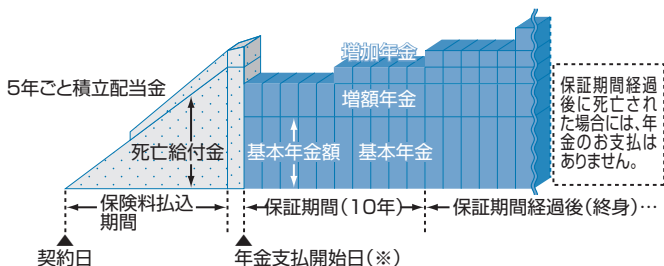 増加年金
5年ごと積立配当金
増額年金
死亡給付金
基本年金額
基本年金
保証期間経過
後に死亡され
た場合には、年
金のお支払は
ありません。
保険料払込
期間
保証期間(10年)
保証期間経過後(終身)…
契約日
年金支払開始日(※)